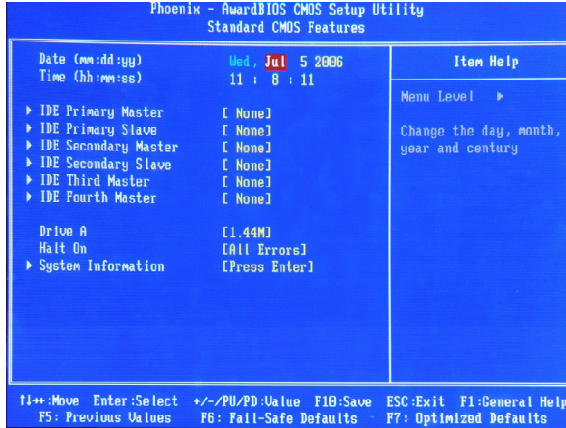 Phoenix - AwardBIOS CMOS Setup Utility
Standard CMOS Features
Date (mm:dd:yy) Wed, Jul 5 2006
Time (hh:mm:ss) 11 : 8 : 11
IDE Primary Master [ None]
IDE Primary Slave [ None]
IDE Secondary Master [ None]
IDE Secondary Slave [ None]
IDE Third Master [ None]
IDE Fourth Master [ None]
Drive A [1.44M]
Halt On [All Errors]
System Information [Press Enter]
Item Help
Menu Level
Change the day, month,
year and century
↑↓→←:Move Enter:Select +/-/PU/PD:Value F10:Save ESC:Exit F1:General Help
F5: Previous Values F6: Fail-Safe Defaults F7: Optimized Defaults